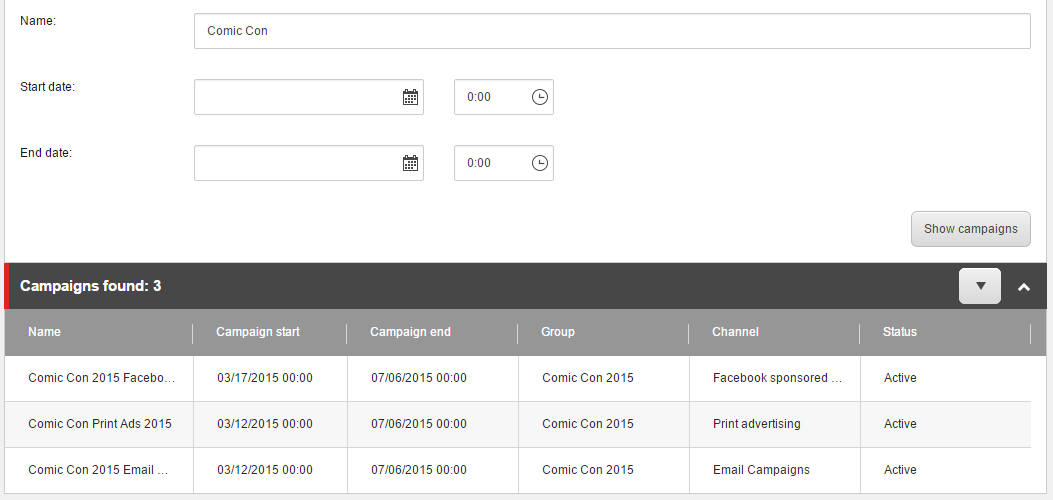 Name:
Comic Con
Start date:
0:00
End date:
0:00
Show campaigns
Campaigns found: 3
Name Campaign start Campaign end Group Channel Status
Comic Con 2015 Facebo... 03/17/2015 00:00 07/06/2015 00:00 Comic Con 2015 Facebook sponsored ... Active
Comic Con Print Ads 2015 03/12/2015 00:00 07/06/2015 00:00 Comic Con 2015 Print advertising Active
Comic Con 2015 Email ... 03/12/2015 00:00 07/06/2015 00:00 Comic Con 2015 Email Campaigns Active